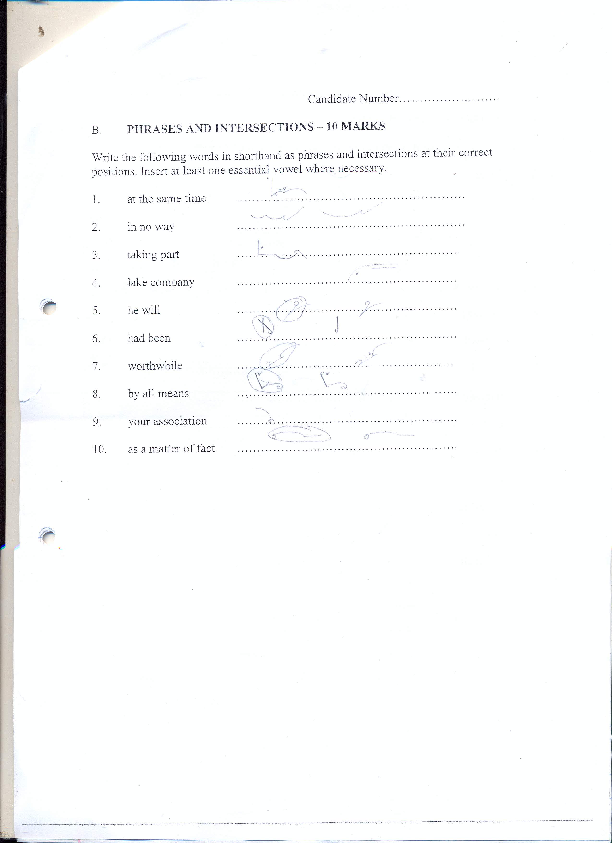 Candidate Number............................
B. PHRASES AND INTERSECTIONS – 10 MARKS
Write the following words in shorthand as phrases and intersections at their correct
positions. Insert at least one essential vowel where necessary.
1. at the same time ............................................................
2. in no way ............................................................
3. taking part ............................................................
4. lake company ............................................................
5. he will ............................................................
6. had been ............................................................
7. worthwhile ............................................................
8. by all means ............................................................
9. your association ............................................................
10. as a matter of fact ............................................................